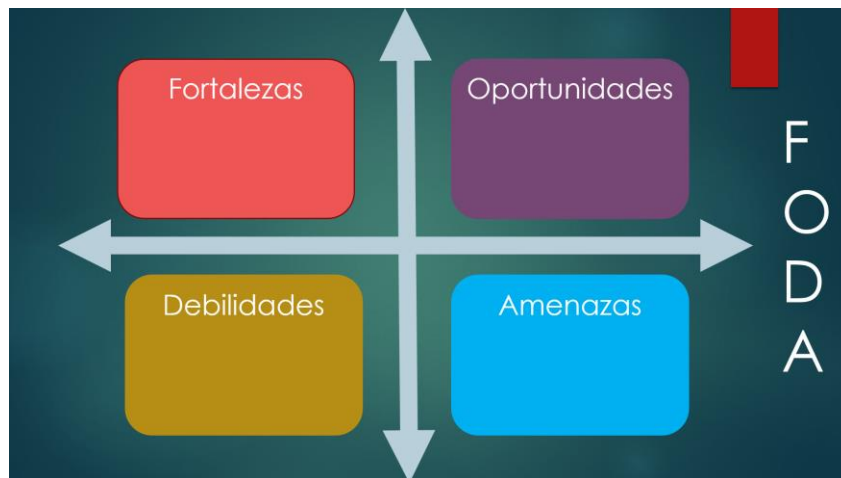 Fortalezas
Oportunidades
Debilidades
Amenazas
F
O
D
A